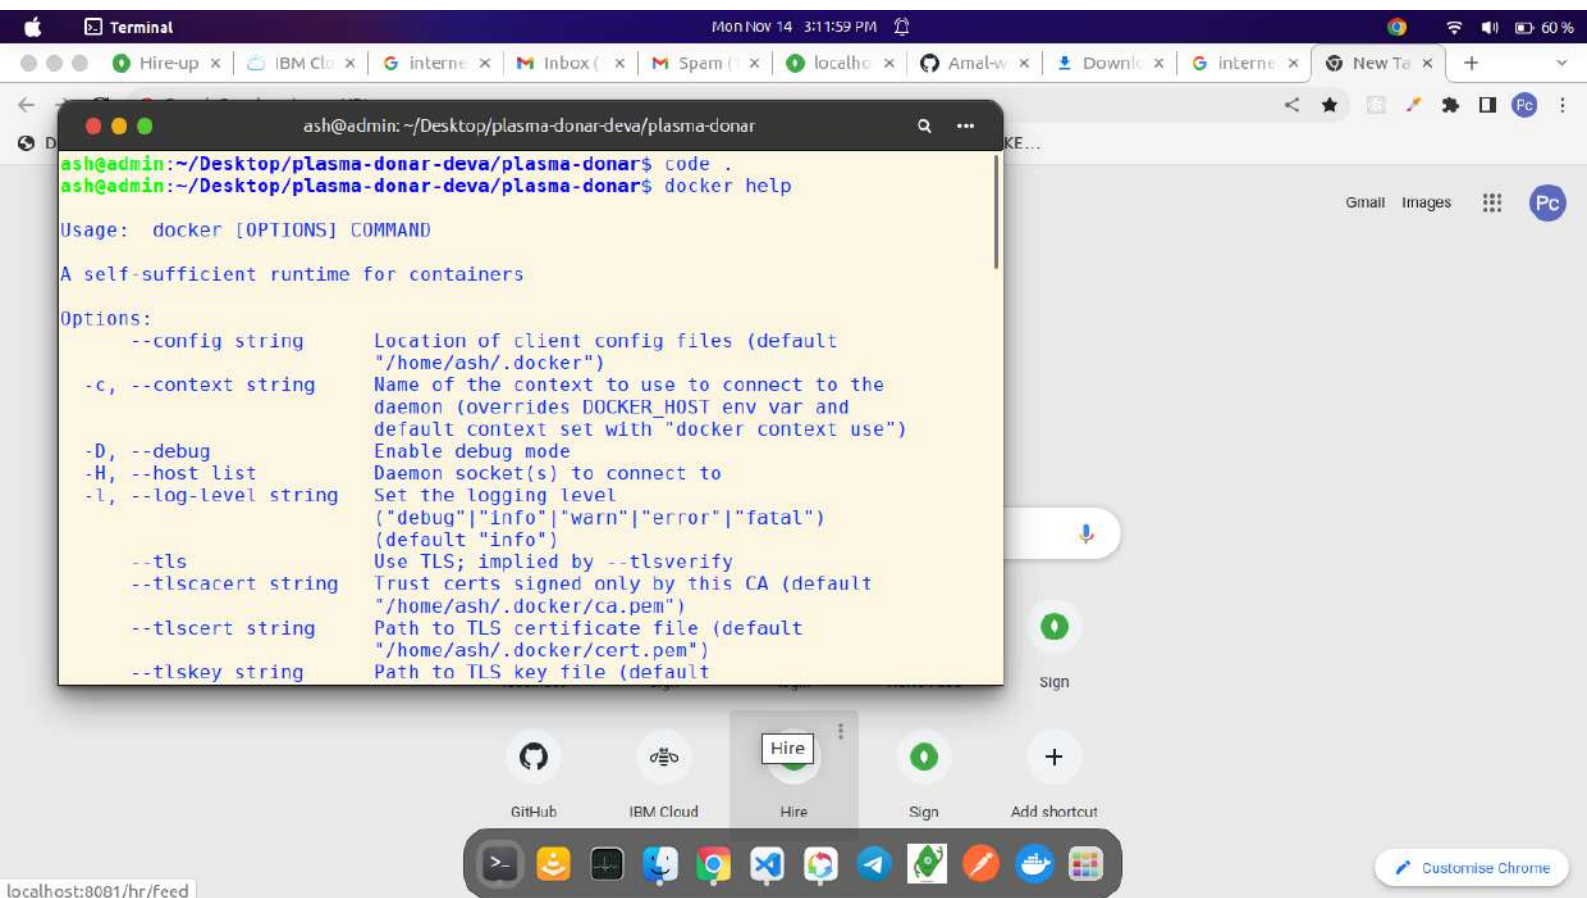 Terminal
Mon Nov 14 3:11:59 PM
60 %
Hire-up
IBM Clo
interne
Inbox (
Spam (
localho
Amal-w
Downlo
interne
New Ta
Pc
ash@admin: ~/Desktop/plasma-donar-deva/plasma-donar
KE...
ash@admin:~/Desktop/plasma-donar-deva/plasma-donar$ code .
ash@admin:~/Desktop/plasma-donar-deva/plasma-donar$ docker help
Gmail Images
Pc
Usage:  docker [OPTIONS] COMMAND
A self-sufficient runtime for containers
Options:
--config string Location of client config files (default
"/home/ash/.docker")
-c, --context string Name of the context to use to connect to the
daemon (overrides DOCKER_HOST env var and
default context set with "docker context use")
-D, --debug Enable debug mode
-H, --host list Daemon socket(s) to connect to
-l, --log-level string Set the logging level
("debug"|"info"|"warn"|"error"|"fatal")
(default "info")
--tls Use TLS; implied by --tlsverify
--tlscacert string Trust certs signed only by this CA (default
"/home/ash/.docker/ca.pem")
--tlscert string Path to TLS certificate file (default
"/home/ash/.docker/cert.pem")
--tlskey string Path to TLS key file (default
Sign
Hire
GitHub
IBM Cloud
Hire
Sign
Add shortcut
Customise Chrome
localhost:8081/hr/feed